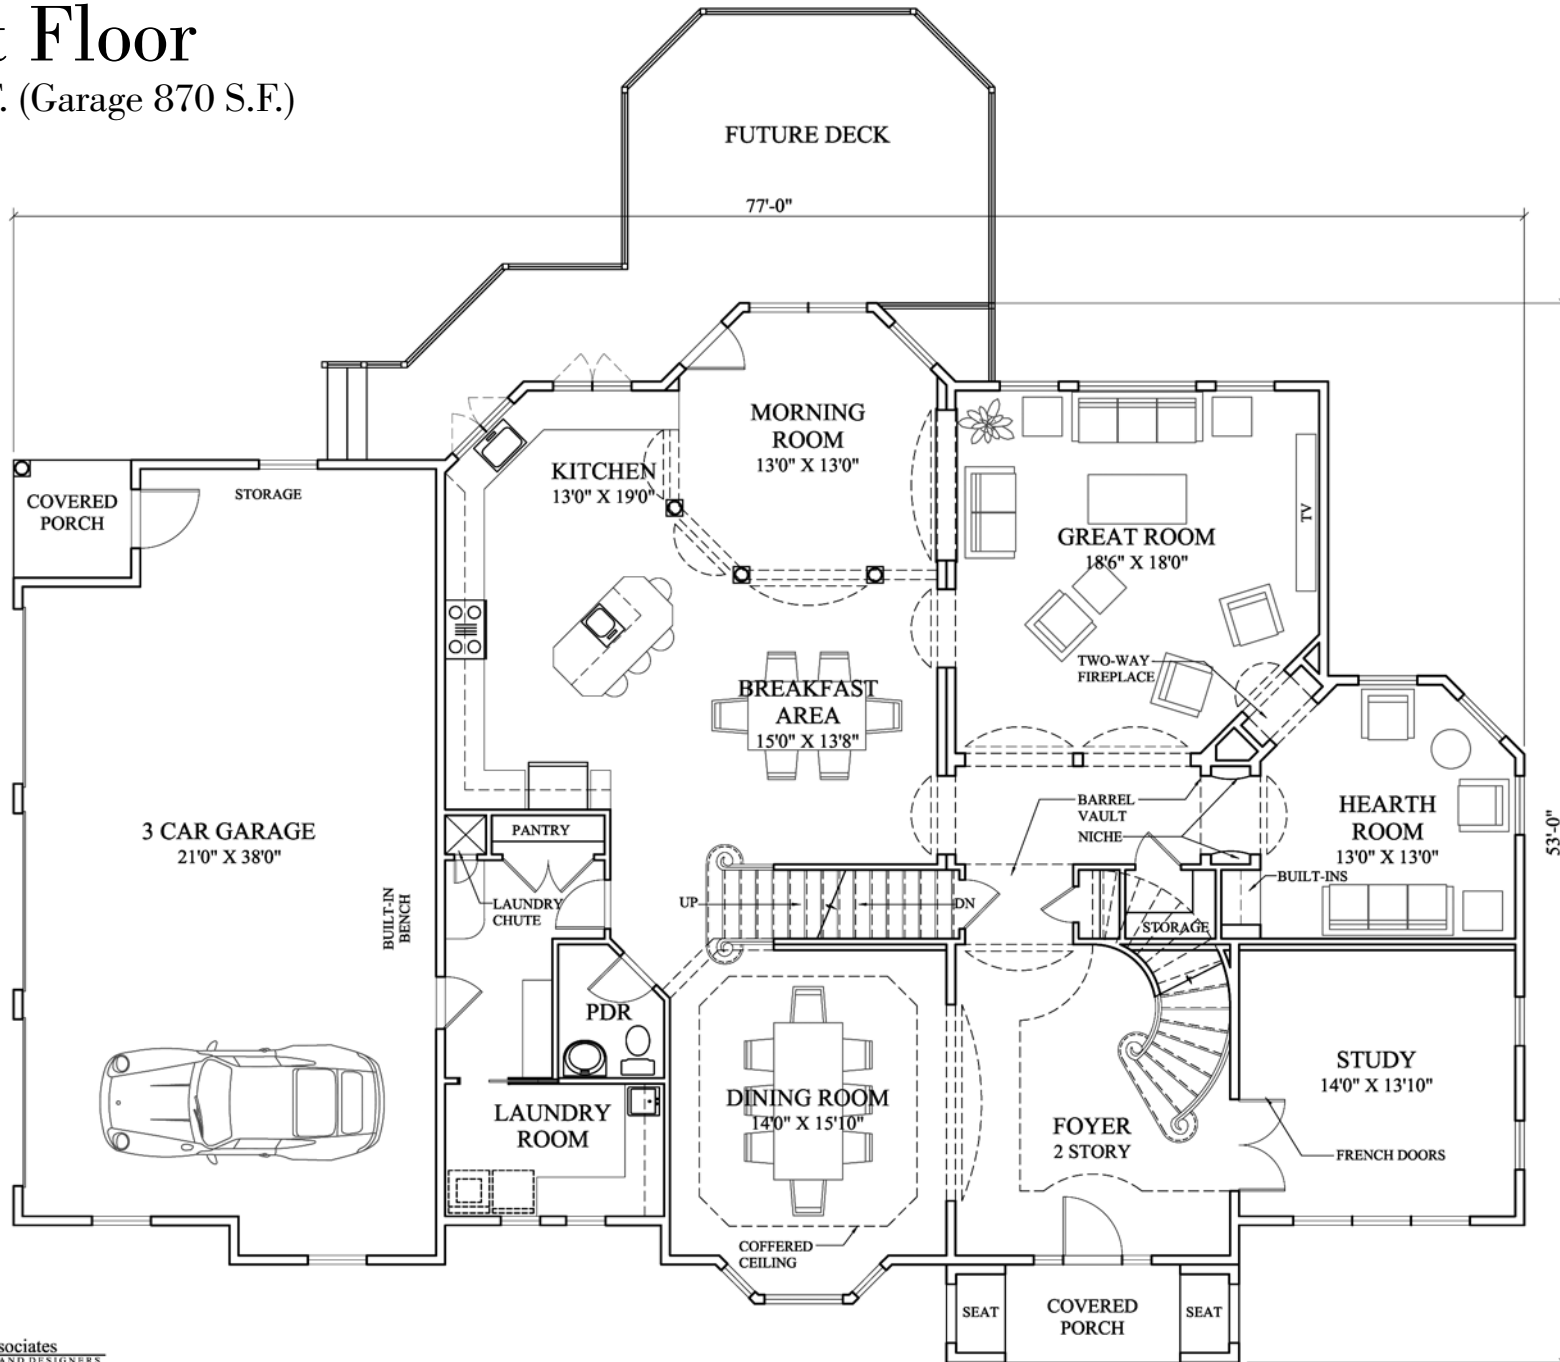 t Floor
. (Garage 870 S.F.)
FUTURE DECK
77'-0"
MORNING
ROOM
13'0" X 13'0"
KITCHEN
13'0" X 19'0"
STORAGE
COVERED
PORCH
GREAT ROOM
18'6" X 18'0"
TV
TWO-WAY
FIREPLACE
BREAKFAST
AREA
15'0" X 13'8"
3 CAR GARAGE
21'0" X 38'0"
BARREL
VAULT
NICHE
HEARTH
ROOM
13'0" X 13'0"
53'-0"
PANTRY
BUILT-INS
LAUNDRY
CHUTE
BUILT-IN
BENCH
UP
DN
STORAGE
PDR
STUDY
14'0" X 13'10"
DINING ROOM
14'0" X 15'10"
LAUNDRY
ROOM
FOYER
2 STORY
FRENCH DOORS
COFFERED
CEILING
SEAT
COVERED
PORCH
SEAT
sociates
AND DESIGNERS